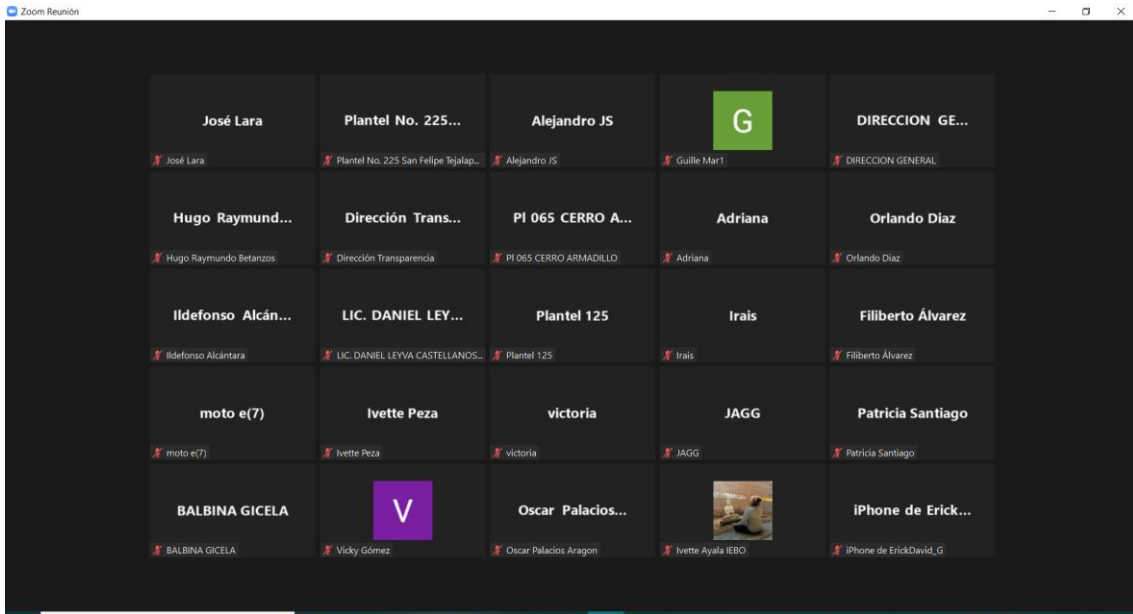 Zoom Reunión
José Lara
Plantel No. 225...
Alejandro JS
G
DIRECCION GE...
José Lara
Plantel No. 225 San Felipe Tejalap...
Alejandro JS
Guille Mar1
DIRECCION GENERAL
Hugo Raymund...
Dirección Trans...
Pl 065 CERRO A...
Adriana
Orlando Diaz
Hugo Raymundo Betanzos
Dirección Transparencia
Pl 065 CERRO ARMADILLO
Adriana
Orlando Diaz
Ildefonso Alcán...
LIC. DANIEL LEY...
Plantel 125
Irais
Filiberto Álvarez
Ildefonso Alcántara
LIC. DANIEL LEYVA CASTELLANOS...
Plantel 125
Irais
Filiberto Álvarez
moto e(7)
Ivette Peza
victoria
JAGG
Patricia Santiago
moto e(7)
Ivette Peza
victoria
JAGG
Patricia Santiago
BALBINA GICELA
V
Oscar Palacios...
iPhone de Erick...
BALBINA GICELA
Vicky Gómez
Oscar Palacios Aragon
Ivette Ayala IEBO
iPhone de ErickDavid_G